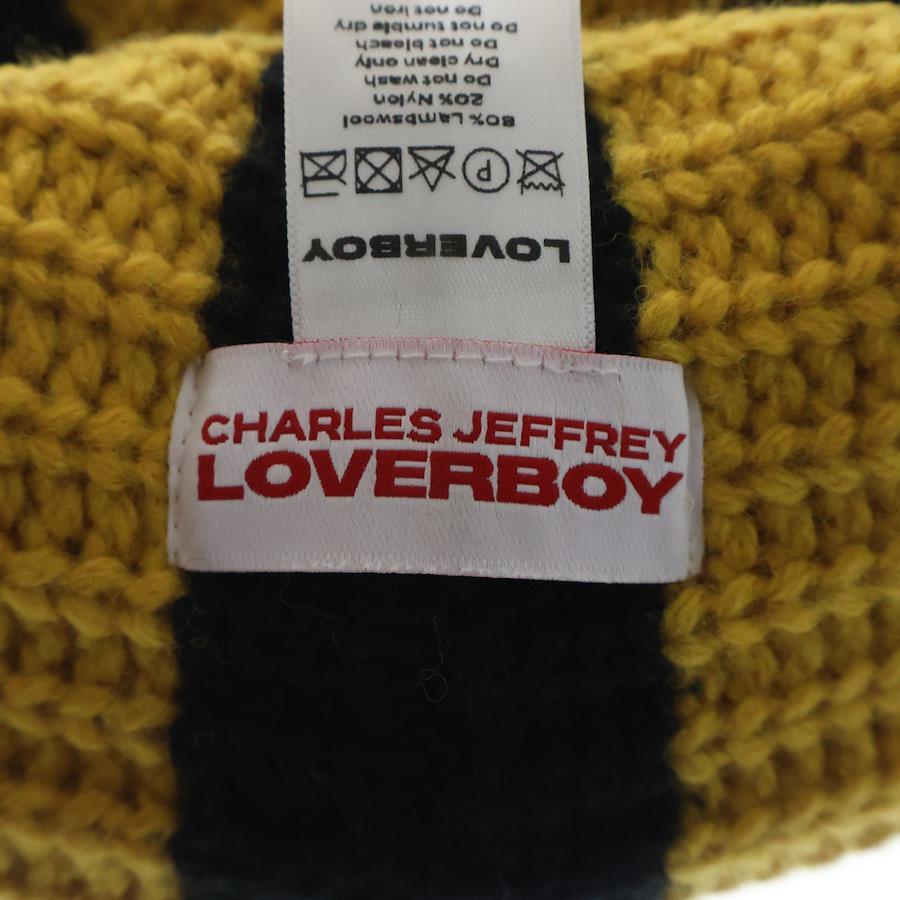 CHARLES JEFFREY
LOVERBOY
LOVERBOY
P
80% Lambswool
20% Nylon
Do not wash
Dry clean only
Do not bleach
Do not tumble dry
Do not iron